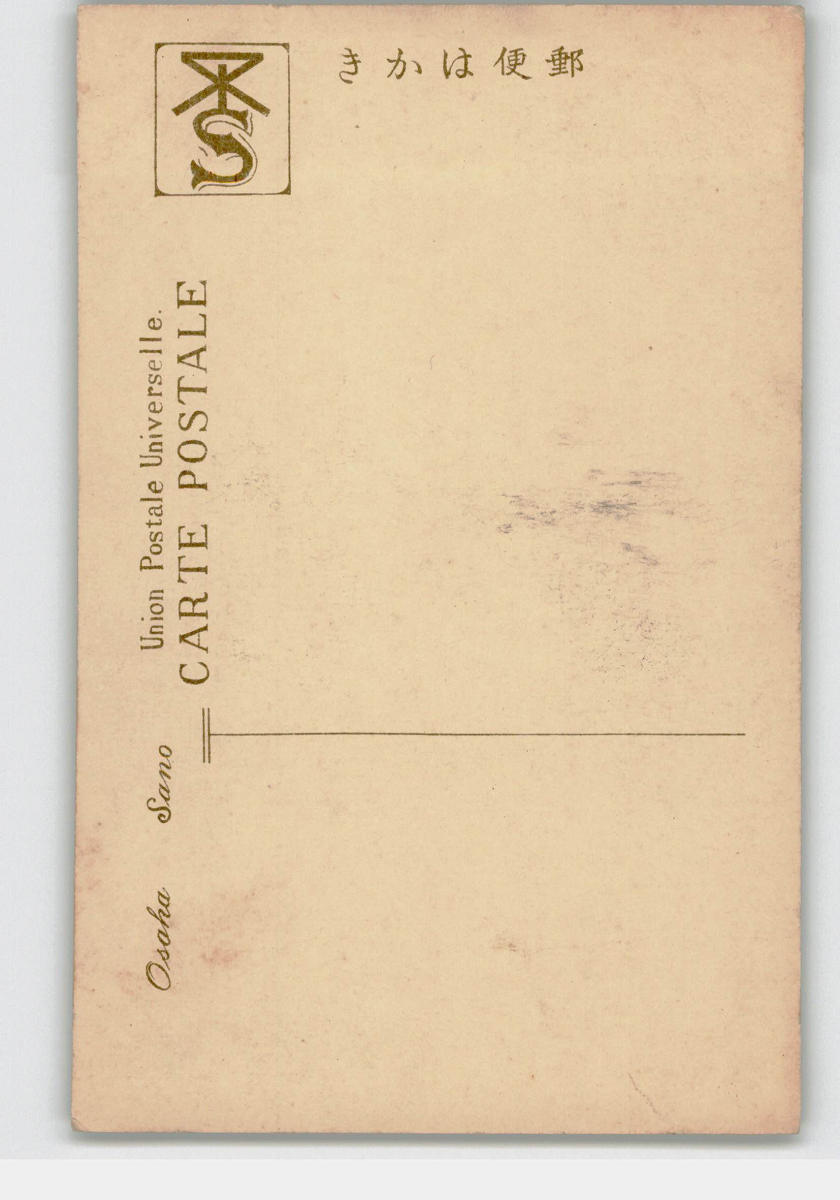 郵便はかき
Union Postale Universelle.
CARTE POSTALE
Osaka Sano